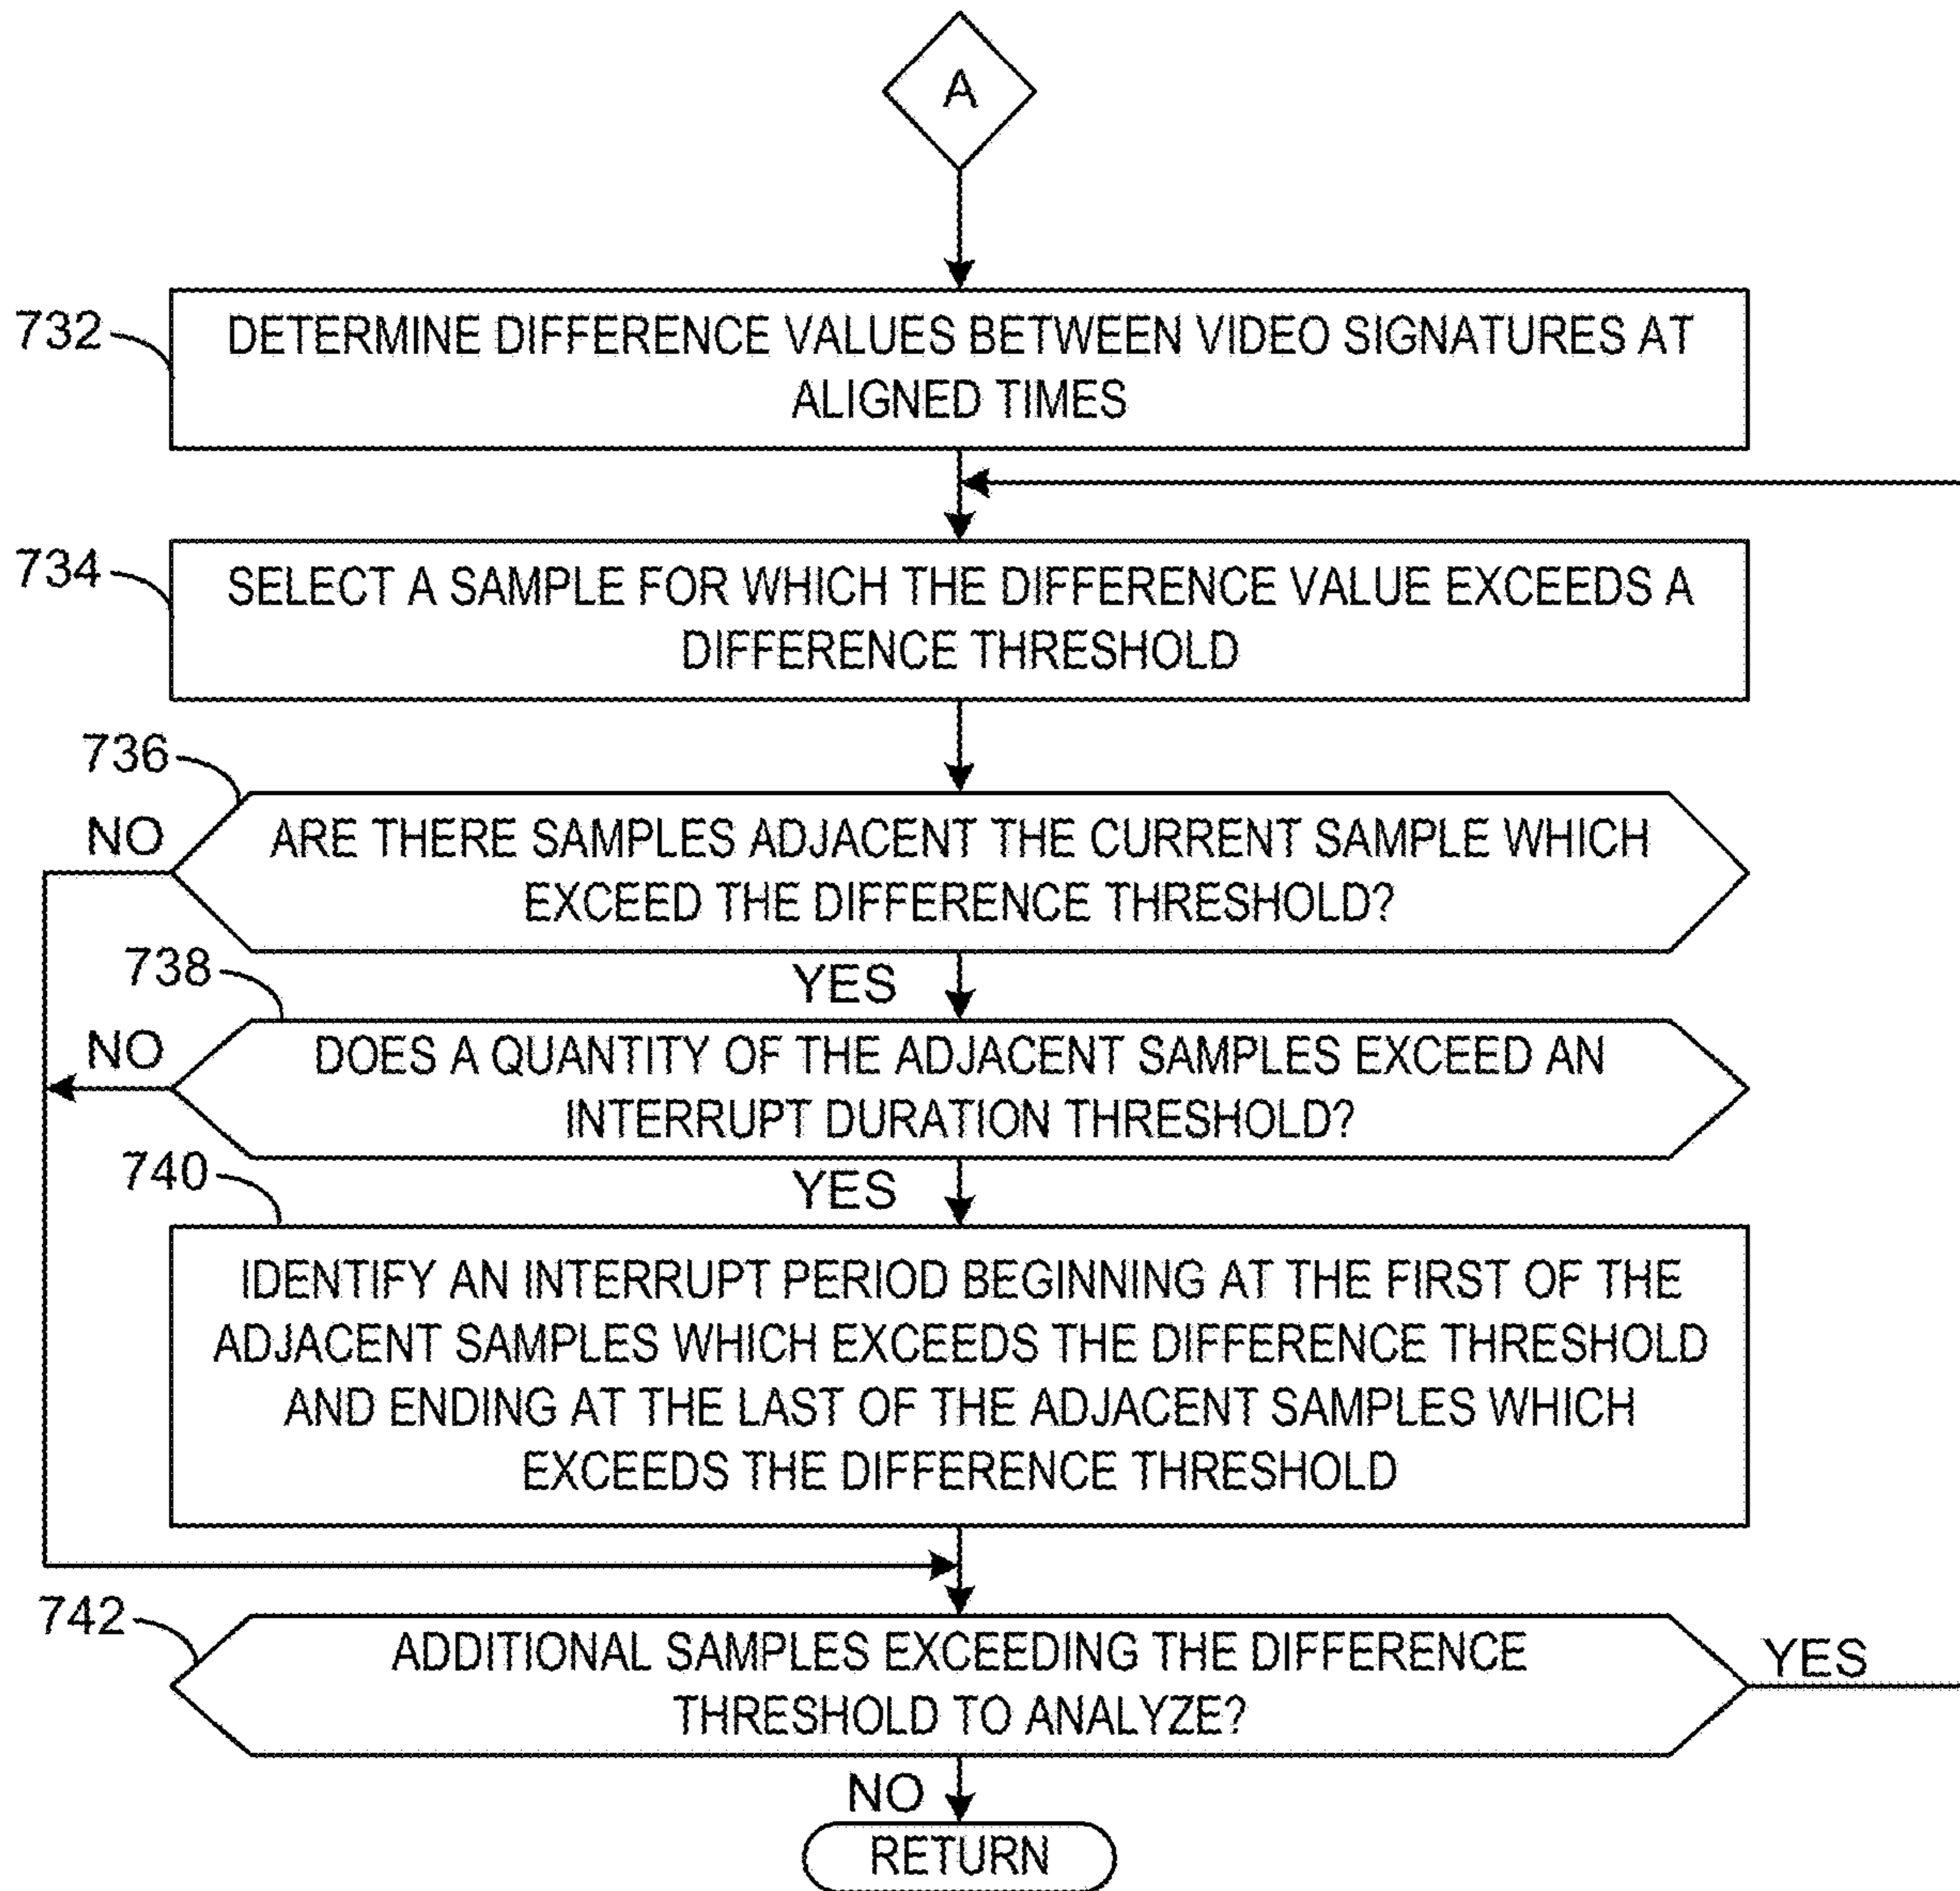 A
732
DETERMINE DIFFERENCE VALUES BETWEEN VIDEO SIGNATURES AT
ALIGNED TIMES
734
SELECT A SAMPLE FOR WHICH THE DIFFERENCE VALUE EXCEEDS A
DIFFERENCE THRESHOLD
736
NO
ARE THERE SAMPLES ADJACENT THE CURRENT SAMPLE WHICH
EXCEED THE DIFFERENCE THRESHOLD?
738
YES
NO
DOES A QUANTITY OF THE ADJACENT SAMPLES EXCEED AN
INTERRUPT DURATION THRESHOLD?
740
YES
IDENTIFY AN INTERRUPT PERIOD BEGINNING AT THE FIRST OF THE
ADJACENT SAMPLES WHICH EXCEEDS THE DIFFERENCE THRESHOLD
AND ENDING AT THE LAST OF THE ADJACENT SAMPLES WHICH
EXCEEDS THE DIFFERENCE THRESHOLD
742
ADDITIONAL SAMPLES EXCEEDING THE DIFFERENCE
THRESHOLD TO ANALYZE?
YES
NO
RETURN